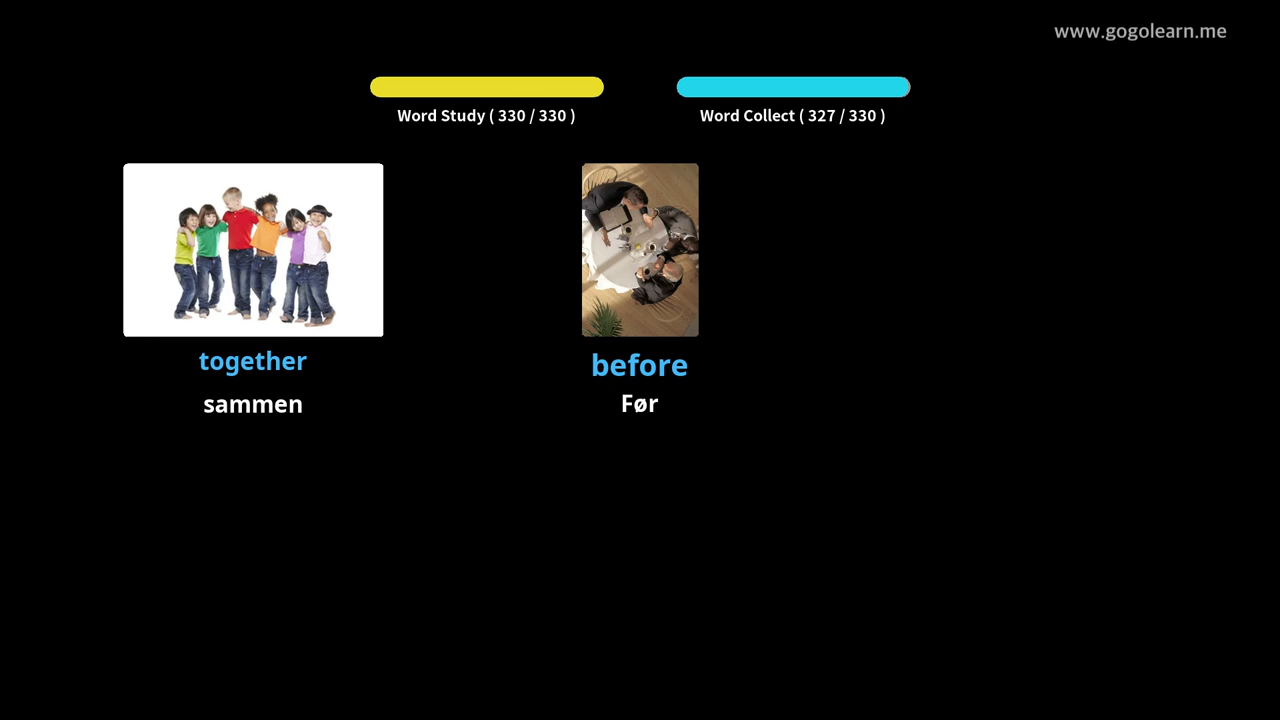 www.gogolearn.me
Word Study ( 330 / 330 )
Word Collect ( 327 / 330 )
together
sammen
before
Før